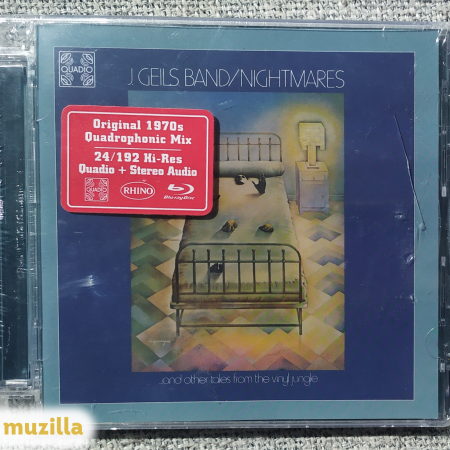 QUADIO
J. GEILS BAND/NIGHTMARES
Original 1970s
Quadrophonic Mix
24/192 Hi-Res
Quadio + Stereo Audio
QUADIO
RHINO
Blu-ray Disc
...and other tales from the vinyl jungle
muzilla